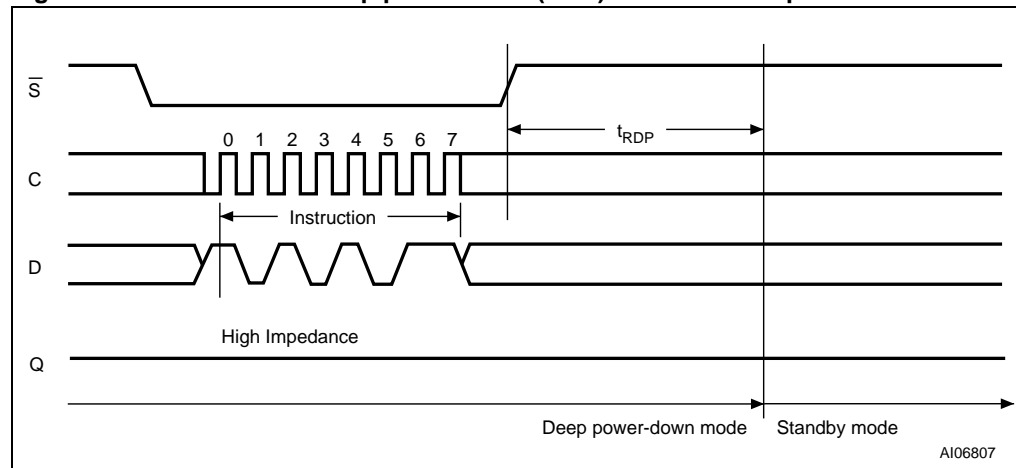 S
tRDP
0 1 2 3 4 5 6 7
C
Instruction
D
High Impedance
Q
Deep power-down mode Standby mode
AI06807